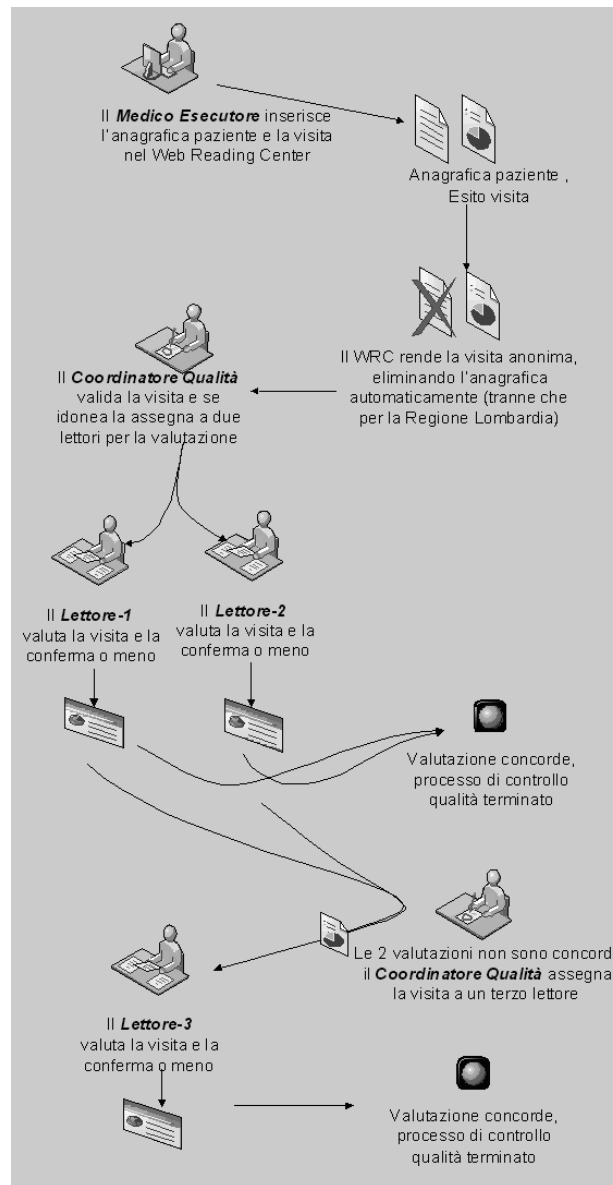 Il Medico Esecutore inserisce
l'anagrafica paziente e la visita
nel Web Reading Center
Anagrafica paziente ,
Esito visita
Il WRC rende la visita anonima,
eliminando l'anagrafica
automaticamente (tranne che
per la Regione Lombardia)
Il Coordinatore Qualità
valida la visita e se
idonea la assegna a due
lettori per la valutazione
Il Lettore-1
valuta la visita e la
conferma o meno
Il Lettore-2
valuta la visita e la
conferma o meno
Valutazione concorde,
processo di controllo
qualità terminato
Le 2 valutazioni non sono concord
il Coordinatore Qualità assegna
la visita a un terzo lettore
Il Lettore-3
valuta la visita e la
conferma o meno
Valutazione concorde,
processo di controllo
qualità terminato